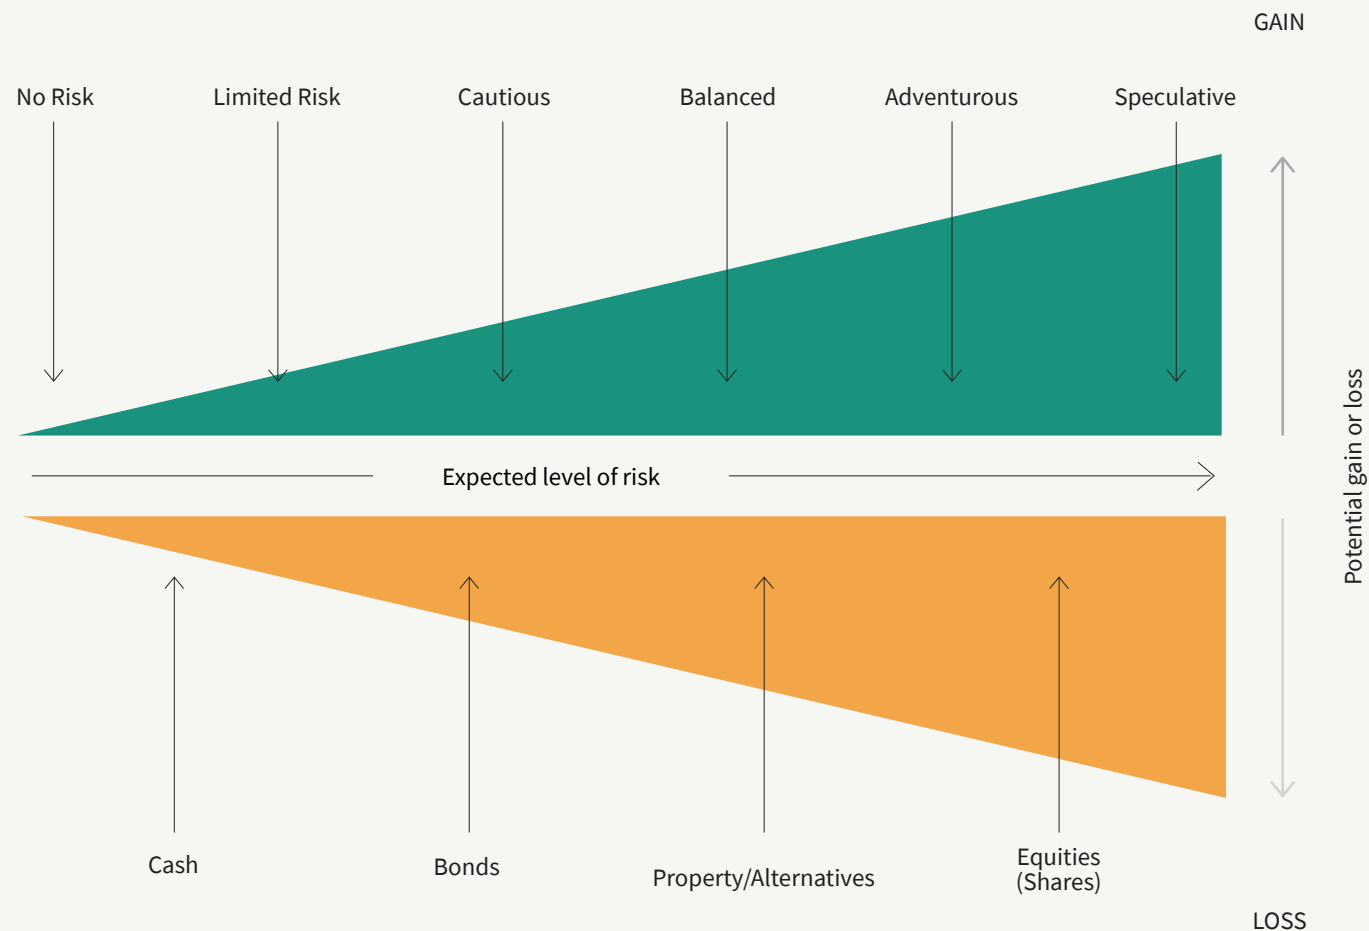 GAIN
No Risk
Limited Risk
Cautious
Balanced
Adventurous
Speculative
Potential gain or loss
Expected level of risk
Cash
Bonds
Property/Alternatives
Equities
(Shares)
LOSS